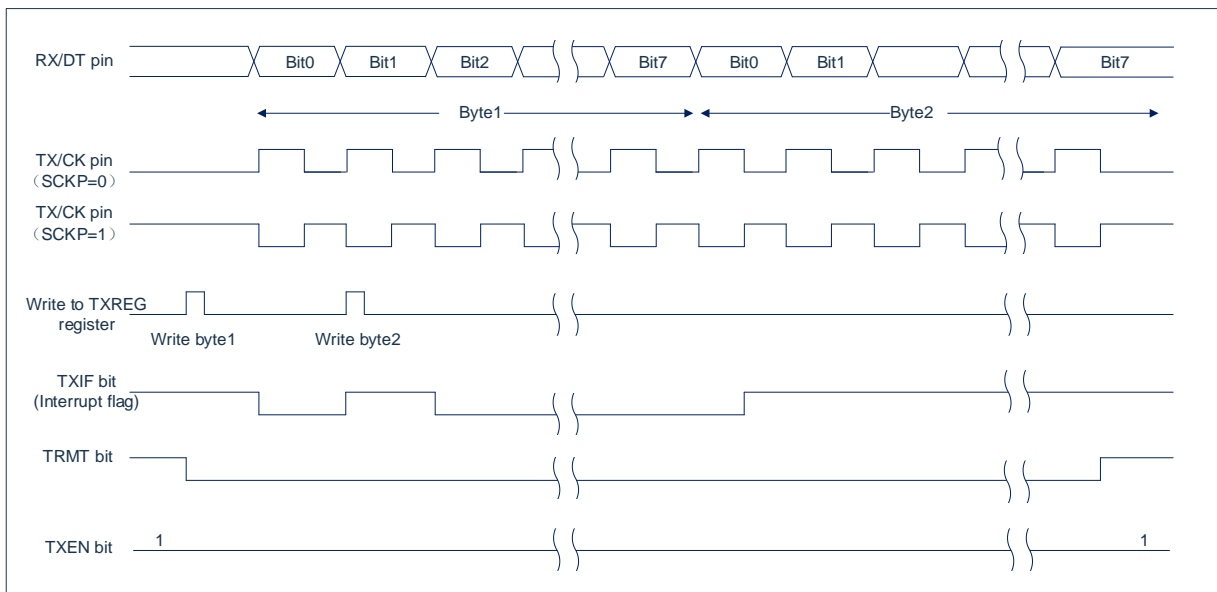 RX/DT pin Bit0 Bit1 Bit2 Bit7 Bit0 Bit1 Bit7
Byte1 Byte2
TX/CK pin
（SCKP=0）
TX/CK pin
（SCKP=1）
Write to TXREG
register
Write byte1 Write byte2
TXIF bit
(Interrupt flag)
TRMT bit
TXEN bit 1 1